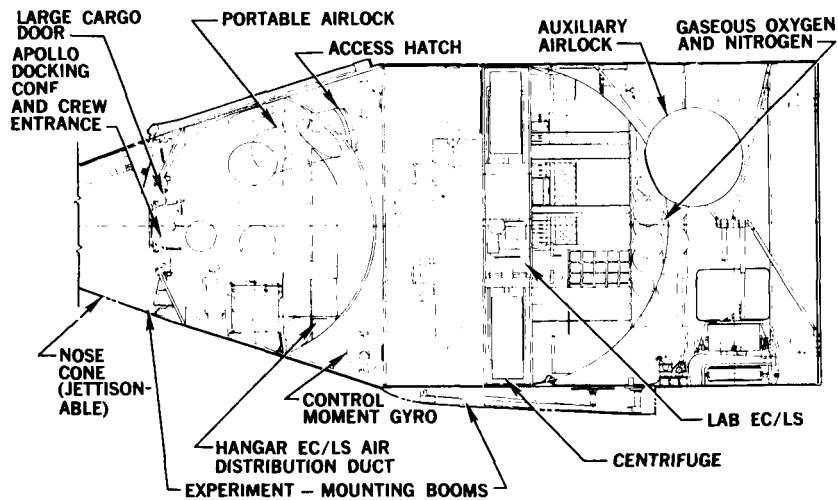 LARGE CARGO
DOOR
APOLLO
DOCKING
CONF
AND CREW
ENTRANCE
PORTABLE AIRLOCK
ACCESS HATCH
AUXILIARY
AIRLOCK
GASEOUS OXYGEN
AND NITROGEN
NOSE
CONE
(JETTISON-
ABLE)
CONTROL
MOMENT GYRO
HANGAR EC/LS AIR
DISTRIBUTION DUCT
EXPERIMENT – MOUNTING BOOMS
LAB EC/LS
CENTRIFUGE